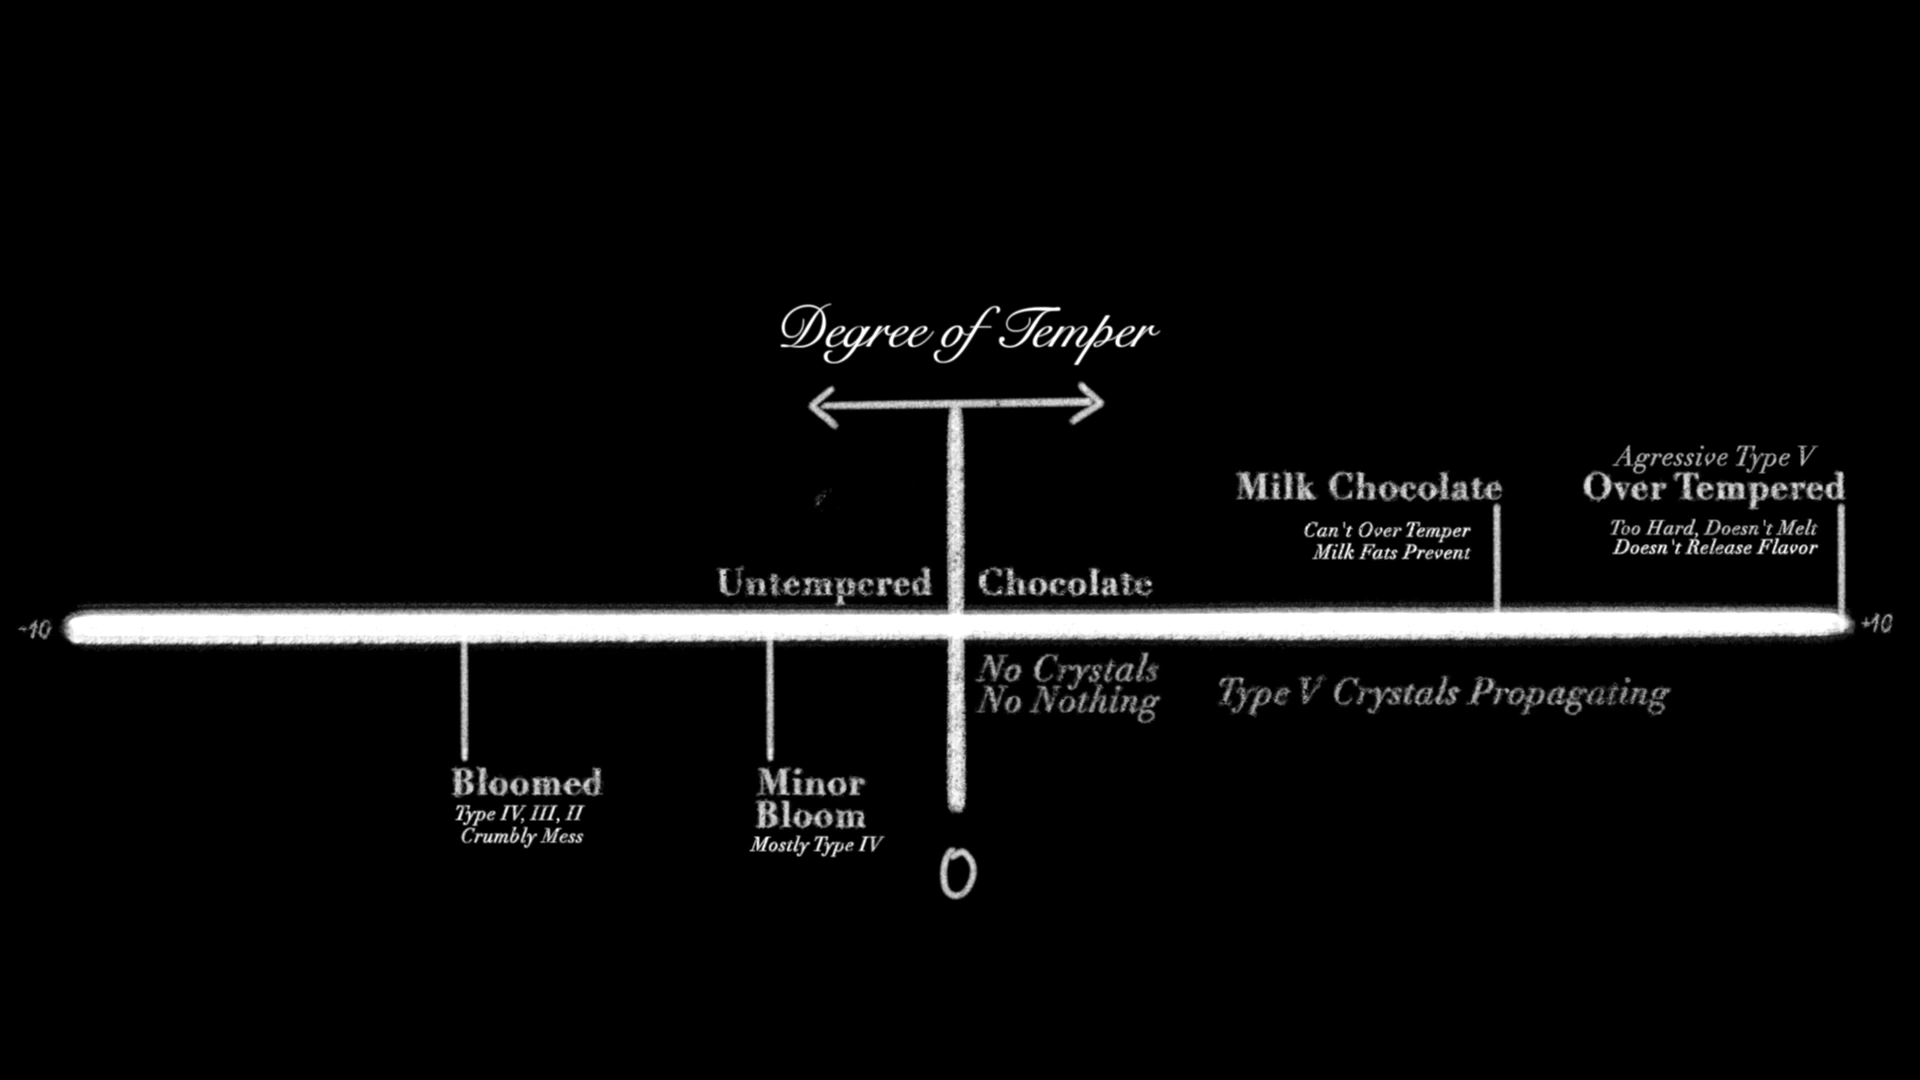 Degree of Temper
Agressive Type V
Milk Chocolate
Over Tempered
Can't Over Temper
Milk Fats Prevent
Too Hard, Doesn't Melt
Doesn't Release Flavor
Untempered Chocolate
-10
+10
No Crystals
No Nothing
Type V Crystals Propagating
Bloomed
Type IV, III, II
Crumbly Mess
Minor
Bloom
Mostly Type IV
0